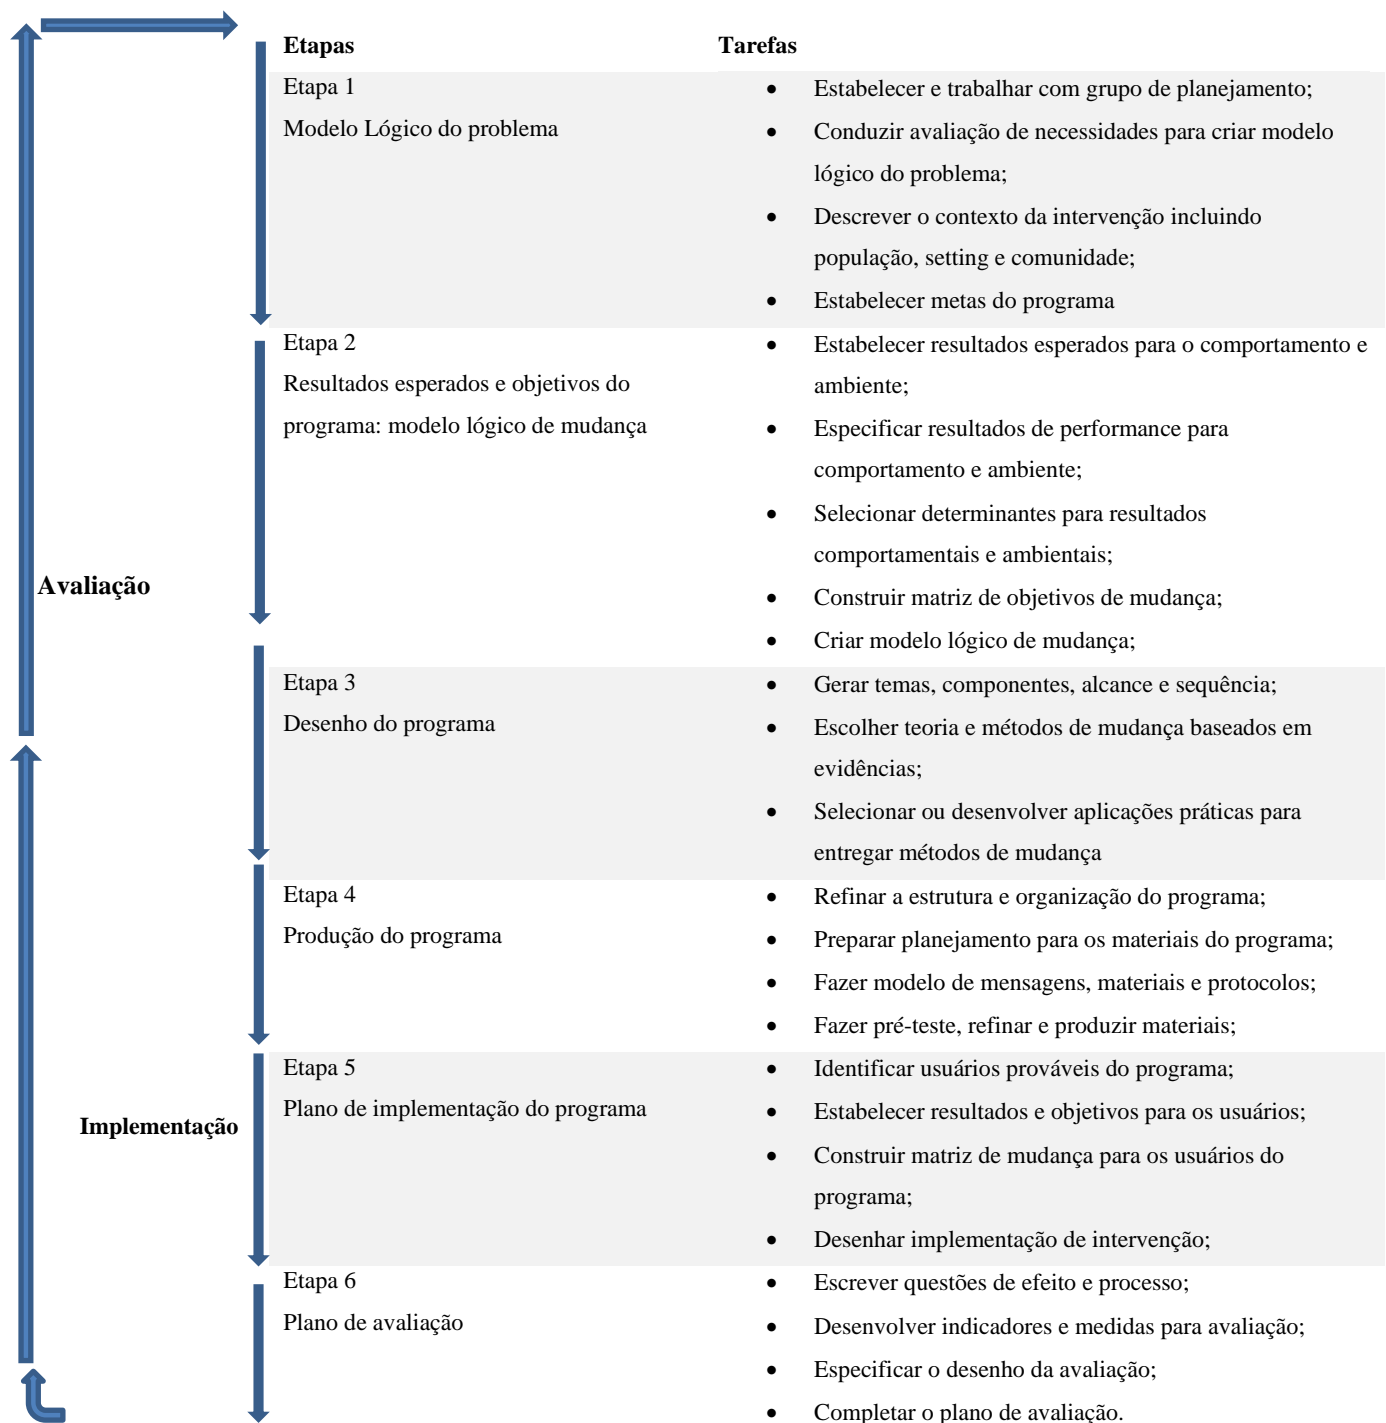 Etapas
Tarefas
Etapa 1
Modelo Lógico do problema
• Estabelecer e trabalhar com grupo de planejamento;
• Conduzir avaliação de necessidades para criar modelo
lógico do problema;
• Descrever o contexto da intervenção incluindo
população, setting e comunidade;
• Estabelecer metas do programa
Etapa 2
Resultados esperados e objetivos do
programa: modelo lógico de mudança
• Estabelecer resultados esperados para o comportamento e
ambiente;
• Especificar resultados de performance para
comportamento e ambiente;
• Selecionar determinantes para resultados
comportamentais e ambientais;
• Construir matriz de objetivos de mudança;
• Criar modelo lógico de mudança;
Avaliação
Etapa 3
Desenho do programa
• Gerar temas, componentes, alcance e sequência;
• Escolher teoria e métodos de mudança baseados em
evidências;
• Selecionar ou desenvolver aplicações práticas para
entregar métodos de mudança
Etapa 4
Produção do programa
• Refinar a estrutura e organização do programa;
• Preparar planejamento para os materiais do programa;
• Fazer modelo de mensagens, materiais e protocolos;
• Fazer pré-teste, refinar e produzir materiais;
Etapa 5
Plano de implementação do programa
Implementação
• Identificar usuários prováveis do programa;
• Estabelecer resultados e objetivos para os usuários;
• Construir matriz de mudança para os usuários do
programa;
• Desenhar implementação de intervenção;
Etapa 6
Plano de avaliação
• Escrever questões de efeito e processo;
• Desenvolver indicadores e medidas para avaliação;
• Especificar o desenho da avaliação;
• Completar o plano de avaliação.